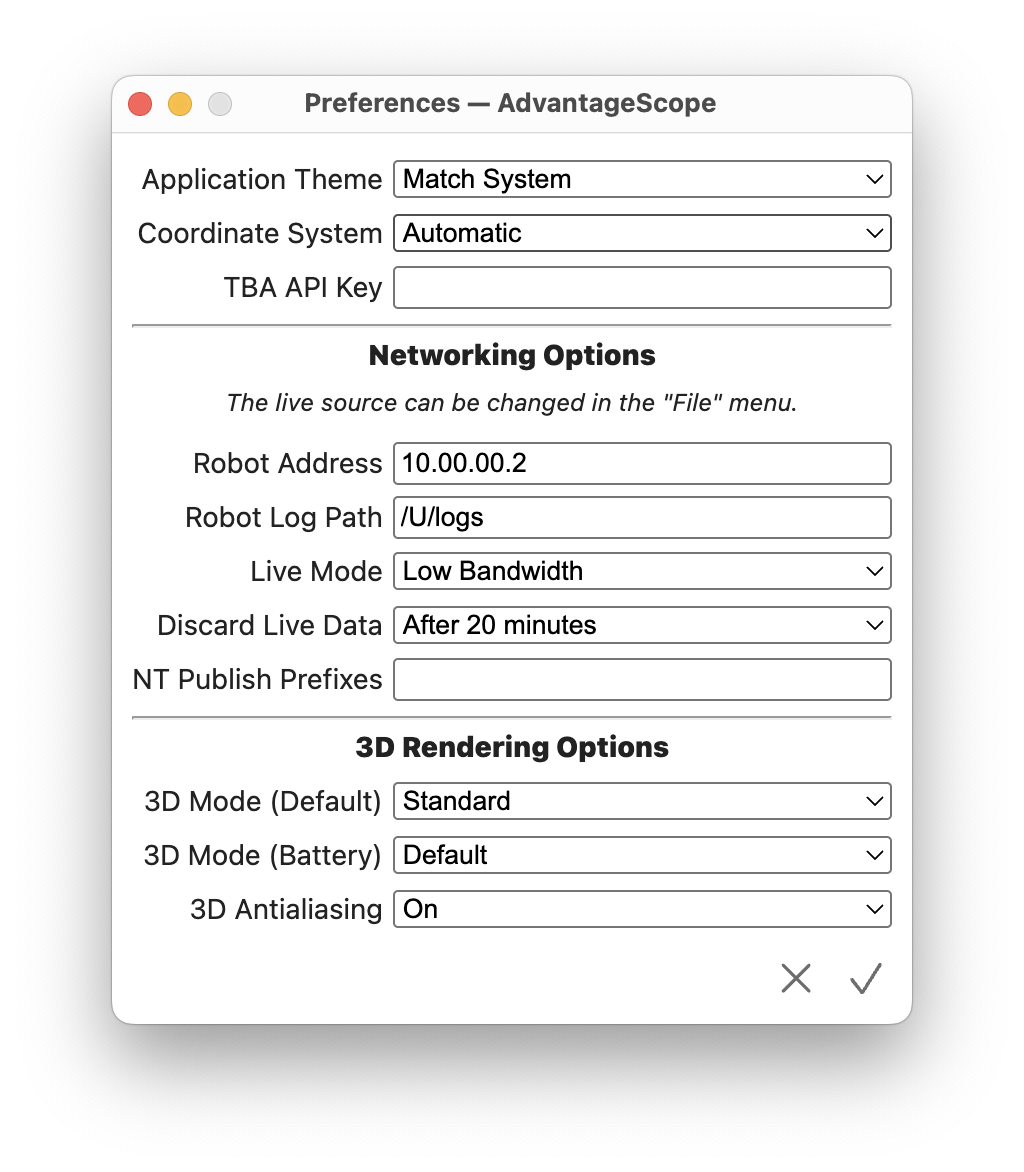 Preferences — AdvantageScope
Application Theme Match System
Coordinate System Automatic
TBA API Key
Networking Options
The live source can be changed in the "File" menu.
Robot Address 10.00.00.2
Robot Log Path /U/logs
Live Mode Low Bandwidth
Discard Live Data After 20 minutes
NT Publish Prefixes
3D Rendering Options
3D Mode (Default) Standard
3D Mode (Battery) Default
3D Antialiasing On